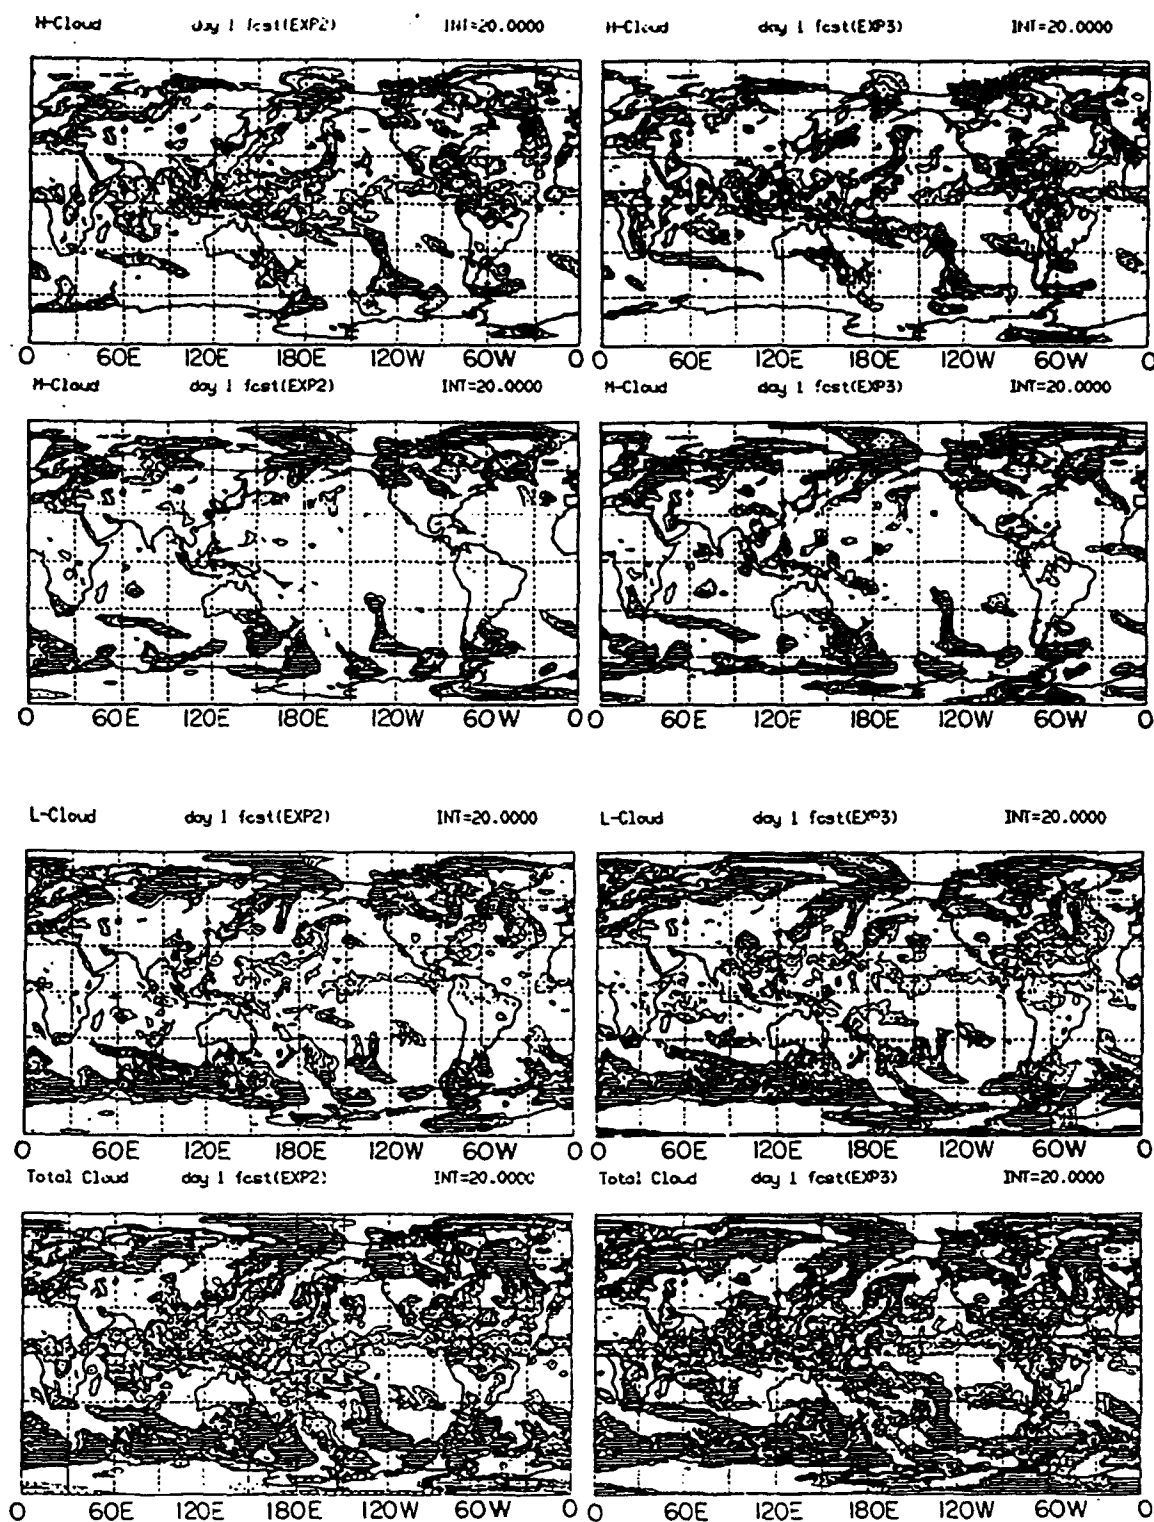 H-Cloud day 1 fcst(EXP2) INT=20.0000 H-Cloud day 1 fcst(EXP3) INT=20.0000
0 60E 120E 180E 120W 60W 0 0 60E 120E 180E 120W 60W 0
M-Cloud day 1 fcst(EXP2) INT=20.0000 M-Cloud day 1 fcst(EXP3) INT=20.0000
0 60E 120E 180E 120W 60W 0 0 60E 120E 180E 120W 60W 0
L-Cloud day 1 fcst(EXP2) INT=20.0000 L-Cloud day 1 fcst(EXP3) INT=20.0000
0 60E 120E 180E 120W 60W 0 0 60E 120E 180E 120W 60W 0
Total Cloud day 1 fcst(EXP2) INT=20.0000 Total Cloud day 1 fcst(EXP3) INT=20.0000
0 60E 120E 180E 120W 60W 0 0 60E 120E 180E 120W 60W 0